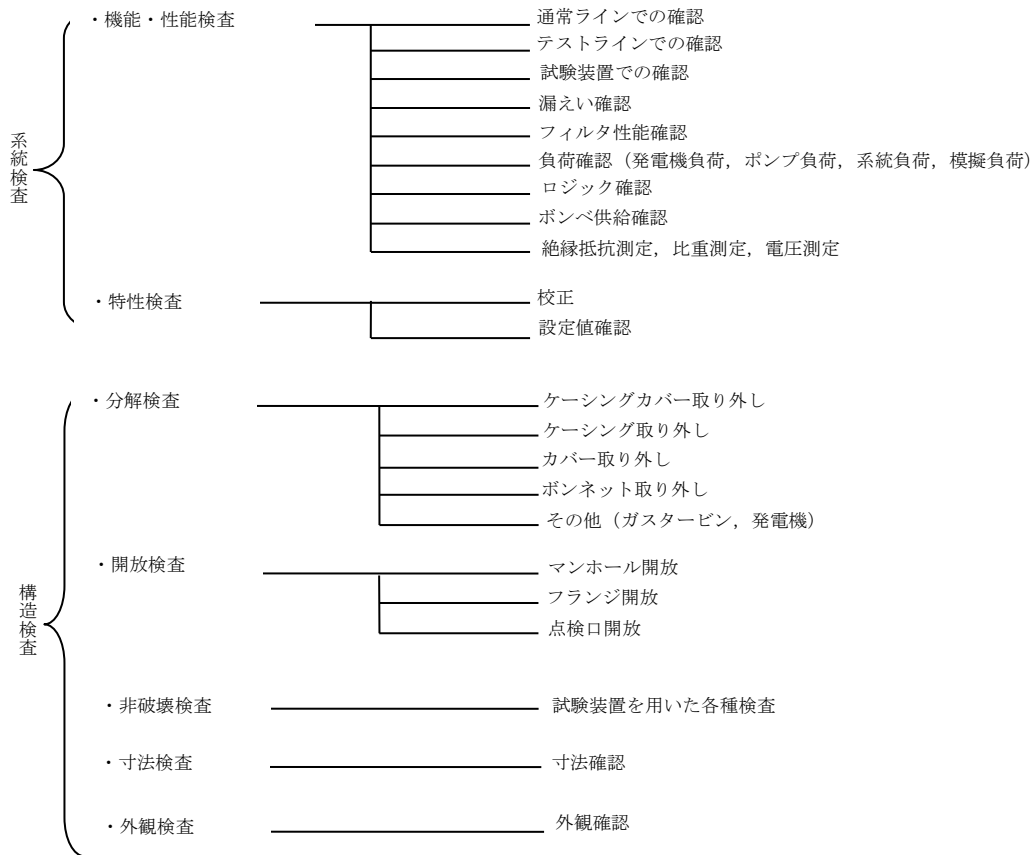 系統検査
・機能・性能検査
通常ラインでの確認
テストラインでの確認
試験装置での確認
漏えい確認
フィルタ性能確認
負荷確認（発電機負荷，ポンプ負荷，系統負荷，模擬負荷）
ロジック確認
ボンベ供給確認
絶縁抵抗測定，比重測定，電圧測定
・特性検査
校正
設定値確認
構造検査
・分解検査
ケーシングカバー取り外し
ケーシング取り外し
カバー取り外し
ボンネット取り外し
その他（ガスタービン，発電機）
・開放検査
マンホール開放
フランジ開放
点検口開放
・非破壊検査
試験装置を用いた各種検査
・寸法検査
寸法確認
・外観検査
外観確認